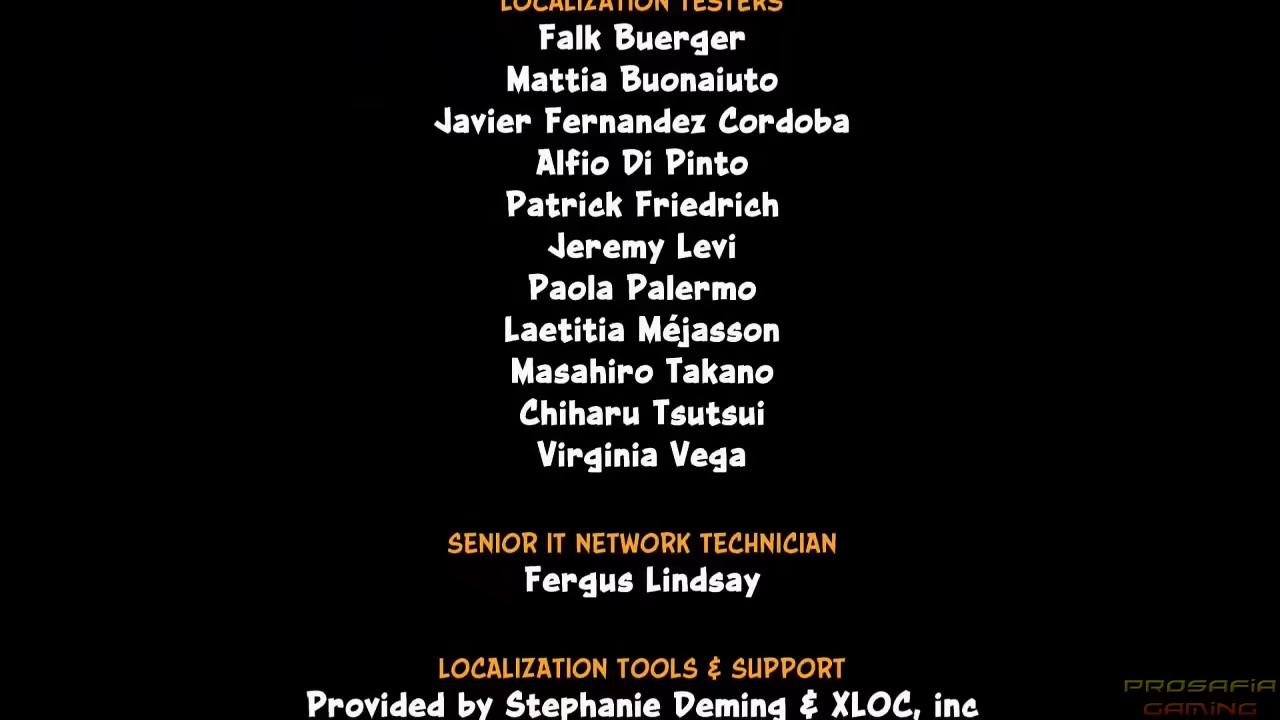 LOCALIZATION TESTERS
Falk Buerger
Mattia Buonaiuto
Javier Fernandez Cordoba
Alfio Di Pinto
Patrick Friedrich
Jeremy Levi
Paola Palermo
Laetitia Méjasson
Masahiro Takano
Chiharu Tsutsui
Virginia Vega
SENIOR IT NETWORK TECHNICIAN
Fergus Lindsay
LOCALIZATION TOOLS & SUPPORT
Provided by Stephanie Deming & XLOC, inc
PROSAFIA
GAMING